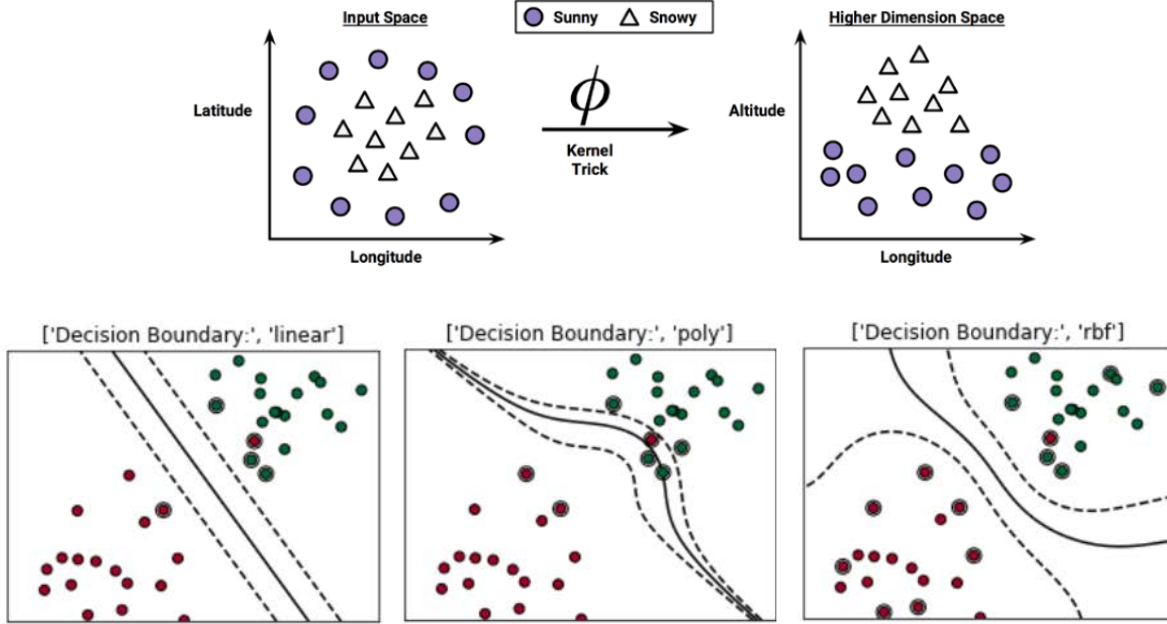 Input Space
Sunny
Snowy
Higher Dimension Space
Latitude
ϕ
Kernel
Trick
Altitude
Longitude
Longitude
['Decision Boundary:', 'linear']
['Decision Boundary:', 'poly']
['Decision Boundary:', 'rbf']